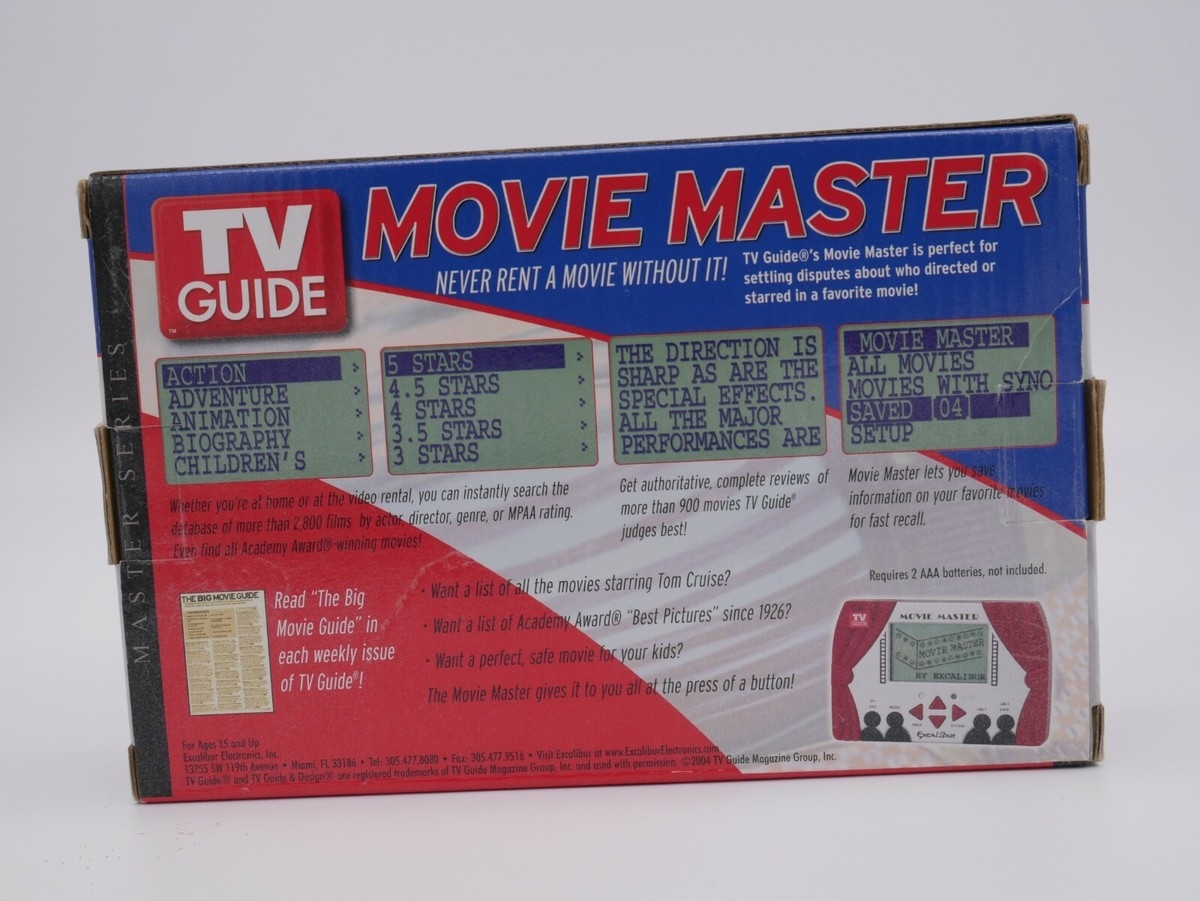 MASTER SERIES
TV
GUIDE
TM
MOVIE MASTER
NEVER RENT A MOVIE WITHOUT IT!
TV Guide®'s Movie Master is perfect for
settling disputes about who directed or
starred in a favorite movie!
ACTION
ADVENTURE
ANIMATION
BIOGRAPHY
CHILDREN'S
5 STARS
4.5 STARS
4 STARS
3.5 STARS
3 STARS
THE DIRECTION IS
SHARP AS ARE THE
SPECIAL EFFECTS.
ALL THE MAJOR
PERFORMANCES ARE
MOVIE MASTER
ALL MOVIES
MOVIES WITH SYNO
SAVED [04]
SETUP
Whether you're at home or at the video rental, you can instantly search the
database of more than 2,800 films by actor, director, genre, or MPAA rating.
Even find all Academy Award®-winning movies!
Get authoritative, complete reviews of
more than 900 movies TV Guide®
judges best!
Movie Master lets you save
information on your favorite movies
for fast recall.
Requires 2 AAA batteries, not included.
THE BIG MOVIE GUIDE
Read "The Big
Movie Guide" in
each weekly issue
of TV Guide®!
• Want a list of all the movies starring Tom Cruise?
• Want a list of Academy Award® "Best Pictures" since 1926?
• Want a perfect, safe movie for your kids?
The Movie Master gives it to you all at the press of a button!
TV
GUIDE
MOVIE MASTER
MOVIE MASTER
BY EXCALIBUR
Excalibur
For Ages 15 and Up
Excalibur Electronics, Inc.
13755 SW 119th Avenue • Miami, FL 33186 • Tel: 305.477.8080 • Fax: 305.477.9516 • Visit Excalibur at www.ExcaliburElectronics.com
TV Guide® and TV Guide & Design® are registered trademarks of TV Guide Magazine Group, Inc. and used with permission. ©2004 TV Guide Magazine Group, Inc.